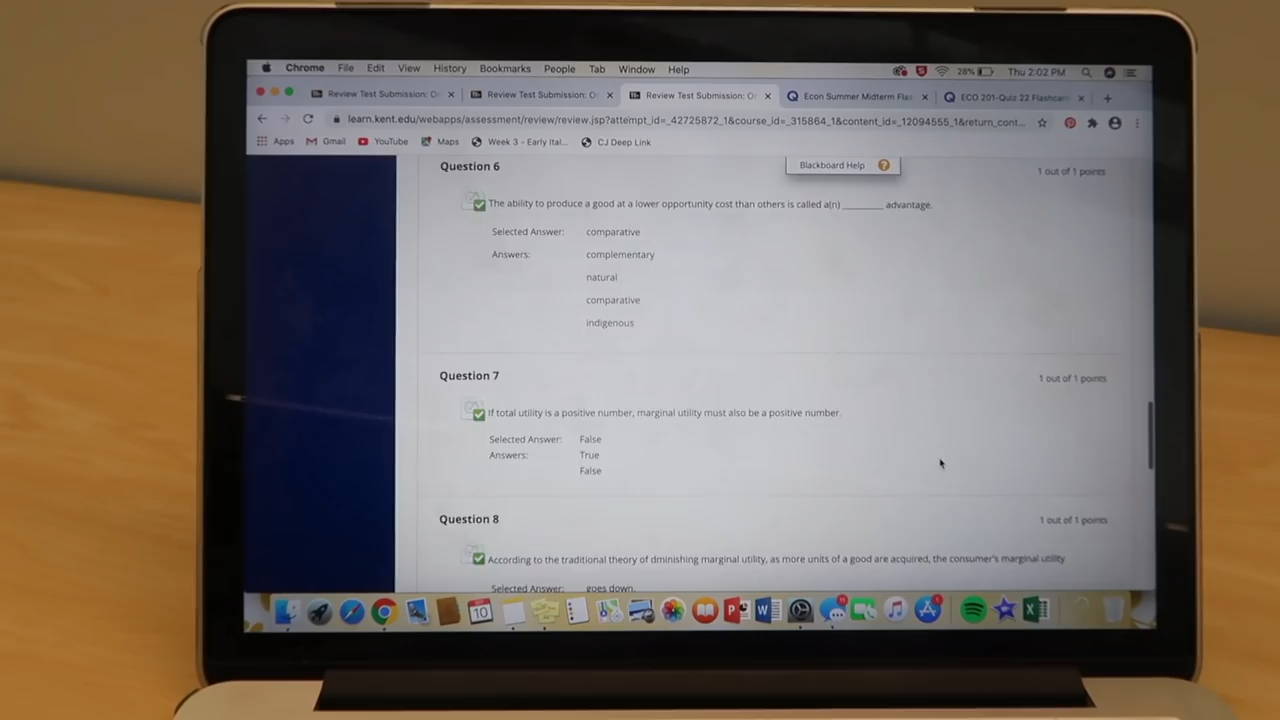 Chrome File Edit View History Bookmarks People Tab Window Help 28% Thu 2:02 PM
Review Test Submission: O Review Test Submission: O Review Test Submission: O Econ Summer Midterm Flas ECO 201-Quiz 22 Flashcar
learn.kent.edu/webapps/assessment/review/review.jsp?attempt_id=_42725872_1&course_id=_315864_1&content_id=_12094555_1&return_cont...
Apps Gmail YouTube Maps Week 3 - Early Ital... CJ Deep Link
Blackboard Help ?
Question 6 1 out of 1 points
The ability to produce a good at a lower opportunity cost than others is called a(n) ________ advantage.
Selected Answer: comparative
Answers: complementary
natural
comparative
indigenous
Question 7 1 out of 1 points
If total utility is a positive number, marginal utility must also be a positive number.
Selected Answer: False
Answers: True
False
Question 8 1 out of 1 points
According to the traditional theory of dminishing marginal utility, as more units of a good are acquired, the consumer's marginal utility
Selected Answer: goes down.
10